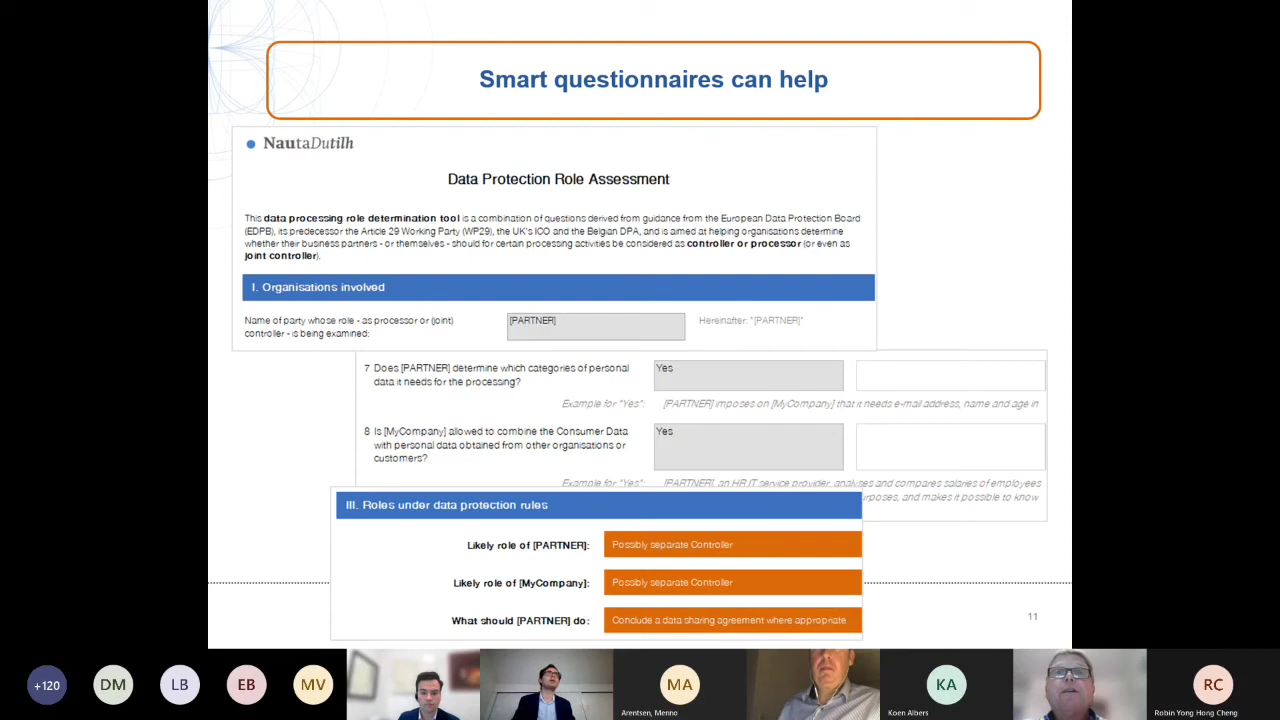 Smart questionnaires can help
NautaDutilh
Data Protection Role Assessment
This data processing role determination tool is a combination of questions derived from guidance from the European Data Protection Board
(EDPB), its predecessor the Article 29 Working Party (WP29), the UK's ICO and the Belgian DPA, and is aimed at helping organisations determine
whether their business partners - or themselves - should for certain processing activities be considered as controller or processor (or even as
joint controller).
I. Organisations involved
Name of party whose role - as processor or (joint)
controller - is being examined:
[PARTNER]
Hereinafter: "[PARTNER]"
7 Does [PARTNER] determine which categories of personal
data it needs for the processing?
Yes
Example for "Yes": [PARTNER] imposes on [MyCompany] that it needs e-mail address, name and age in
8 Is [MyCompany] allowed to combine the Consumer Data
with personal data obtained from other organisations or
customers?
Yes
Example for "Yes": [PARTNER], an HR IT service provider, analyses and compares salaries of employees
urposes, and makes it possible to know
III. Roles under data protection rules
Likely role of [PARTNER]: Possibly separate Controller
Likely role of [MyCompany]: Possibly separate Controller
What should [PARTNER] do: Conclude a data sharing agreement where appropriate
11
+120
DM
LB
EB
MV
MA
Arentsen, Menno
KA
Koen Albers
RC
Robin Yong Hong Cheng